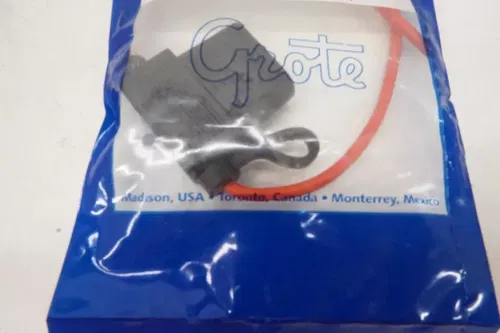 Grote
Madison, USA • Toronto, Canada • Monterrey, Mexico